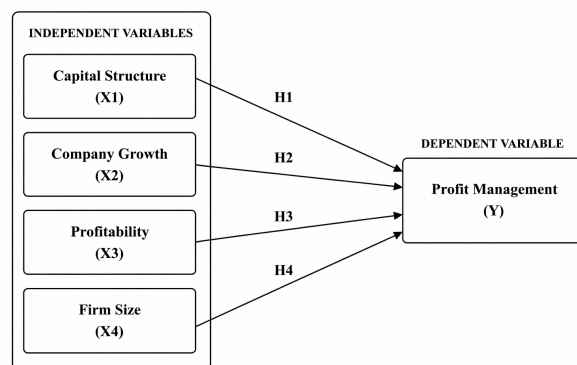 INDEPENDENT VARIABLES
Capital Structure
(X1)
Company Growth
(X2)
Profitability
(X3)
Firm Size
(X4)
H1
H2
H3
H4
DEPENDENT VARIABLE
Profit Management
(Y)